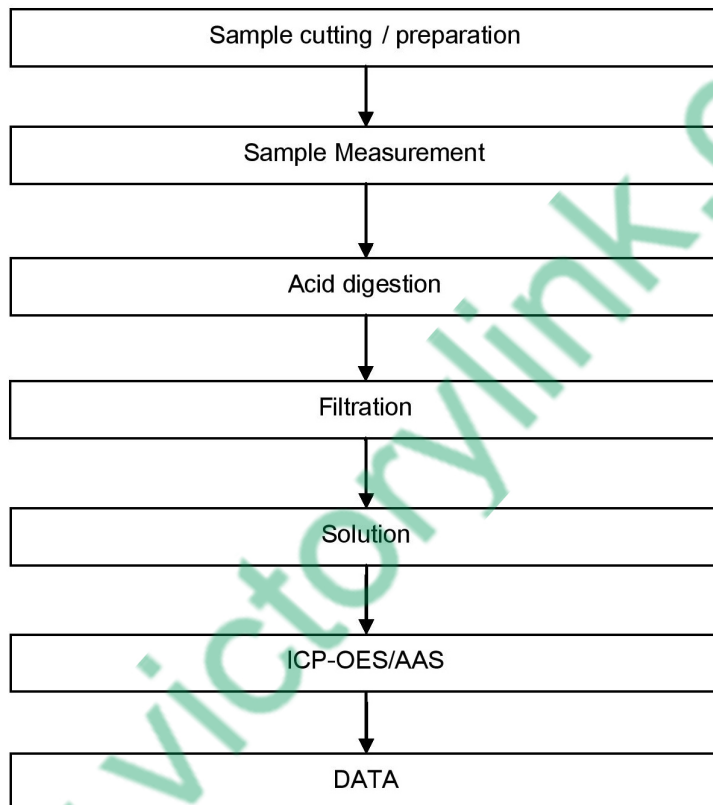 Sample cutting / preparation
Sample Measurement
Acid digestion
Filtration
Solution
ICP-OES/AAS
DATA
victorylink.